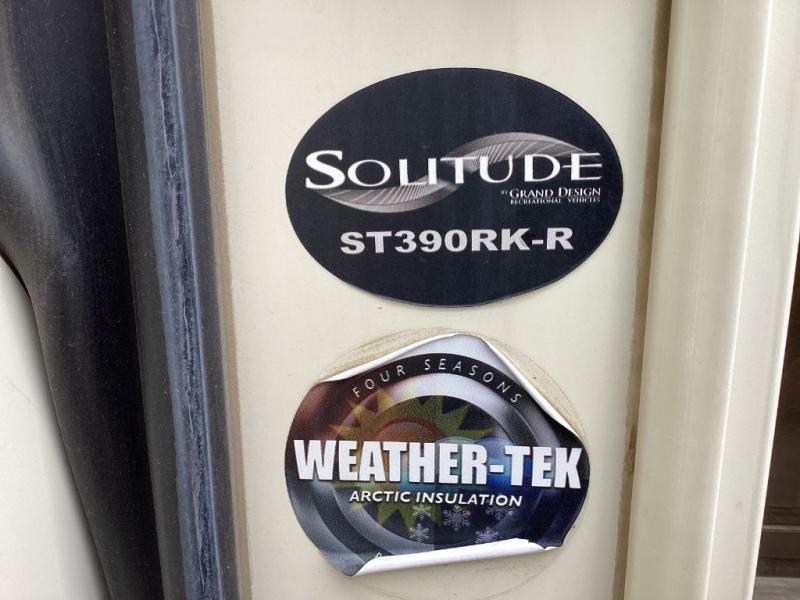 SOLITUDE
BY GRAND DESIGN
RECREATIONAL VEHICLES
ST390RK-R
FOUR SEASONS
WEATHER-TEK
ARCTIC INSULATION